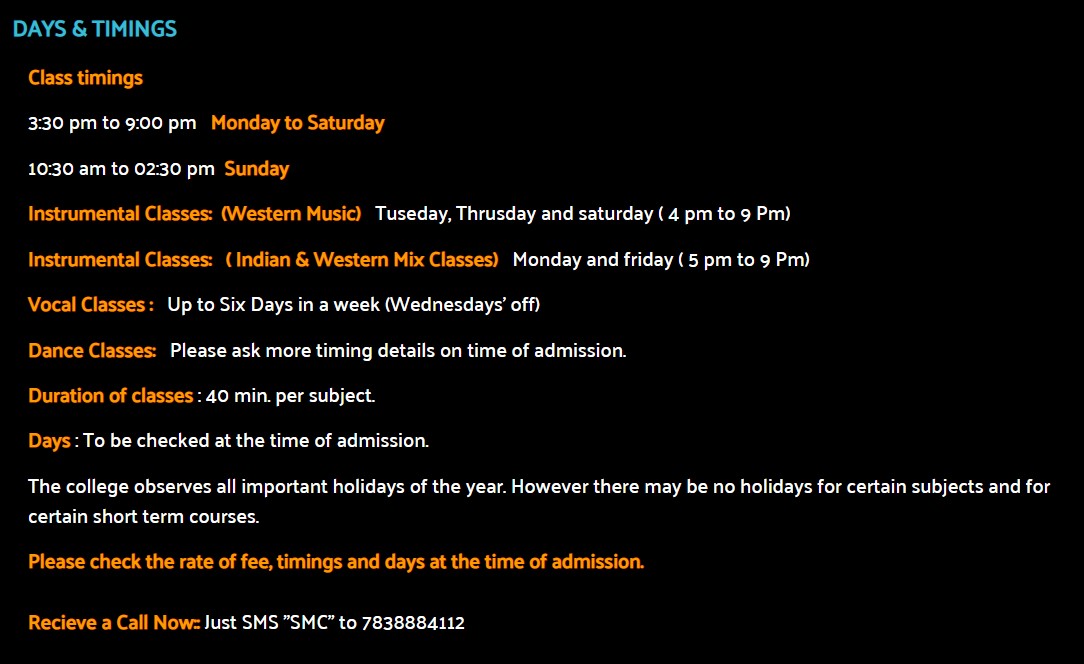 DAYS & TIMINGS
Class timings
3:30 pm to 9:00 pm Monday to Saturday
10:30 am to 02:30 pm Sunday
Instrumental Classes: (Western Music) Tuseday, Thrusday and saturday ( 4 pm to 9 Pm)
Instrumental Classes: ( Indian & Western Mix Classes) Monday and friday ( 5 pm to 9 Pm)
Vocal Classes : Up to Six Days in a week (Wednesdays’ off)
Dance Classes: Please ask more timing details on time of admission.
Duration of classes : 40 min. per subject.
Days : To be checked at the time of admission.
The college observes all important holidays of the year. However there may be no holidays for certain subjects and for
certain short term courses.
Please check the rate of fee, timings and days at the time of admission.
Recieve a Call Now:: Just SMS ”SMC” to 7838884112